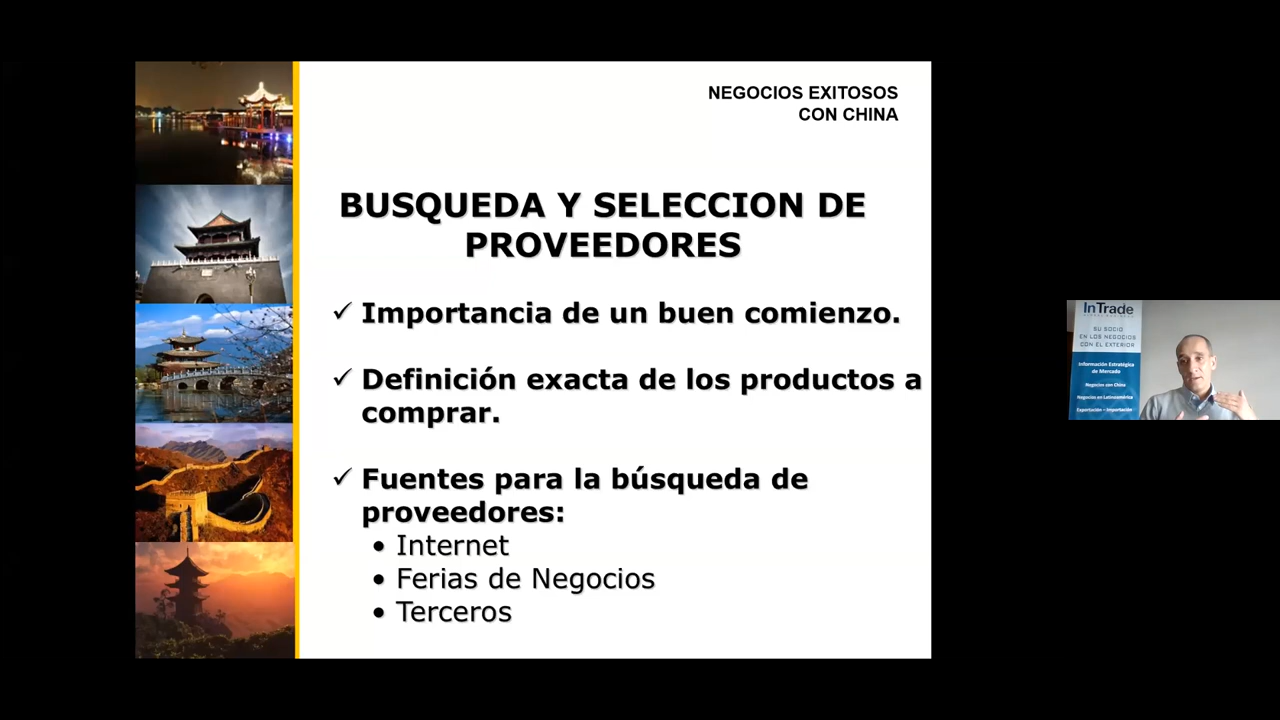 NEGOCIOS EXITOSOS
CON CHINA
BUSQUEDA Y SELECCION DE
PROVEEDORES
✓ Importancia de un buen comienzo.
✓ Definición exacta de los productos a
comprar.
✓ Fuentes para la búsqueda de
proveedores:
• Internet
• Ferias de Negocios
• Terceros
InTrade
SU SOCIO
EN LOS NEGOCIOS
CON EL EXTERIOR
Información Estratégica
de Mercado
Negocios con China
Negocios en Latinoamérica
Exportación - Importación